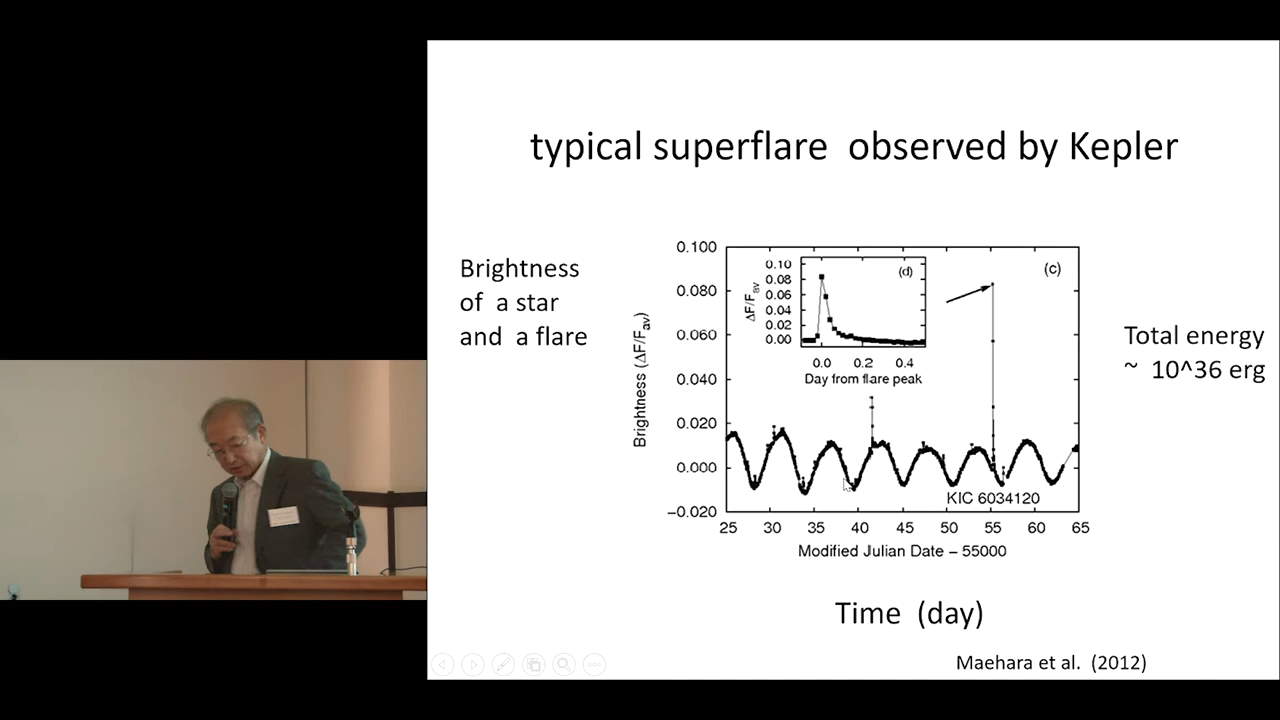 typical superflare observed by Kepler
Brightness
of a star
and a flare
Brightness (ΔF/Fav)
0.100
0.080
0.060
0.040
0.020
0.000
−0.020
ΔF/Fav
0.10
0.08
0.06
0.04
0.02
0.00
(d)
0.0 0.2 0.4
Day from flare peak
(c)
KIC 6034120
25 30 35 40 45 50 55 60 65
Modified Julian Date – 55000
Total energy
~ 10^36 erg
Time (day)
Maehara et al. (2012)